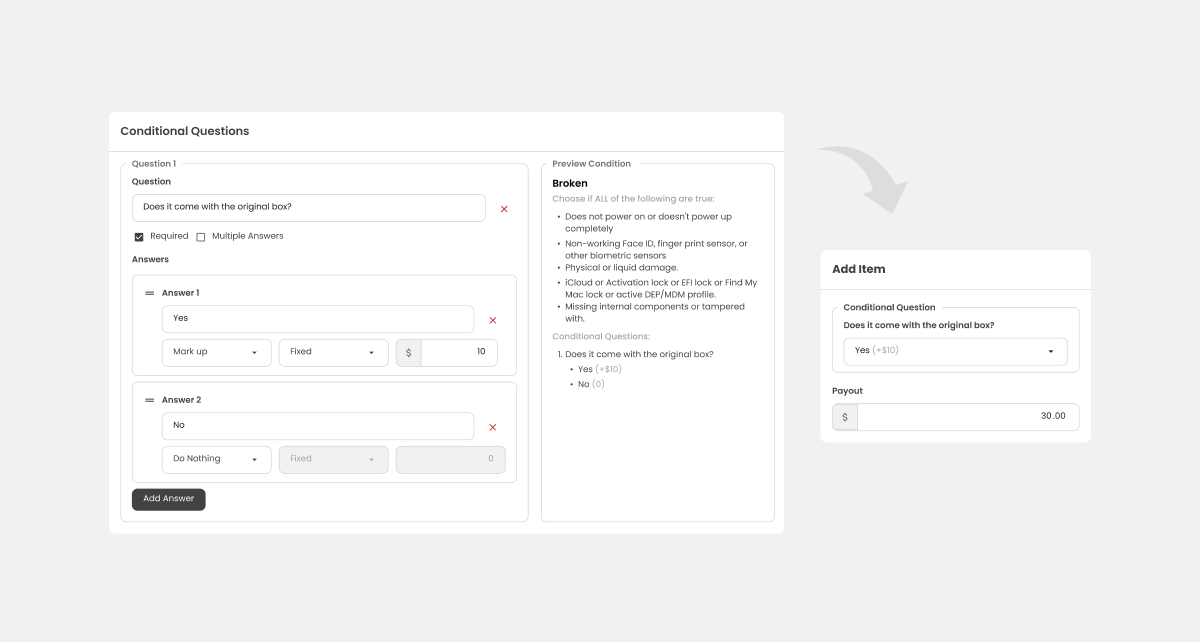 Conditional Questions
Question 1
Question
Does it come with the original box?
Required
Multiple Answers
Answers
Answer 1
Yes
Mark up
Fixed
$
10
Answer 2
No
Do Nothing
Fixed
0
Add Answer
Preview Condition
Broken
Choose if ALL of the following are true:
• Does not power on or doesn't power up
completely
• Non-working Face ID, finger print sensor, or
other biometric sensors
• Physical or liquid damage.
• iCloud or Activation lock or EFI lock or Find My
Mac lock or active DEP/MDM profile.
• Missing internal components or tampered
with.
Conditional Questions:
1. Does it come with the original box?
• Yes (+$10)
• No (0)
Add Item
Conditional Question
Does it come with the original box?
Yes (+$10)
Payout
$
30.00